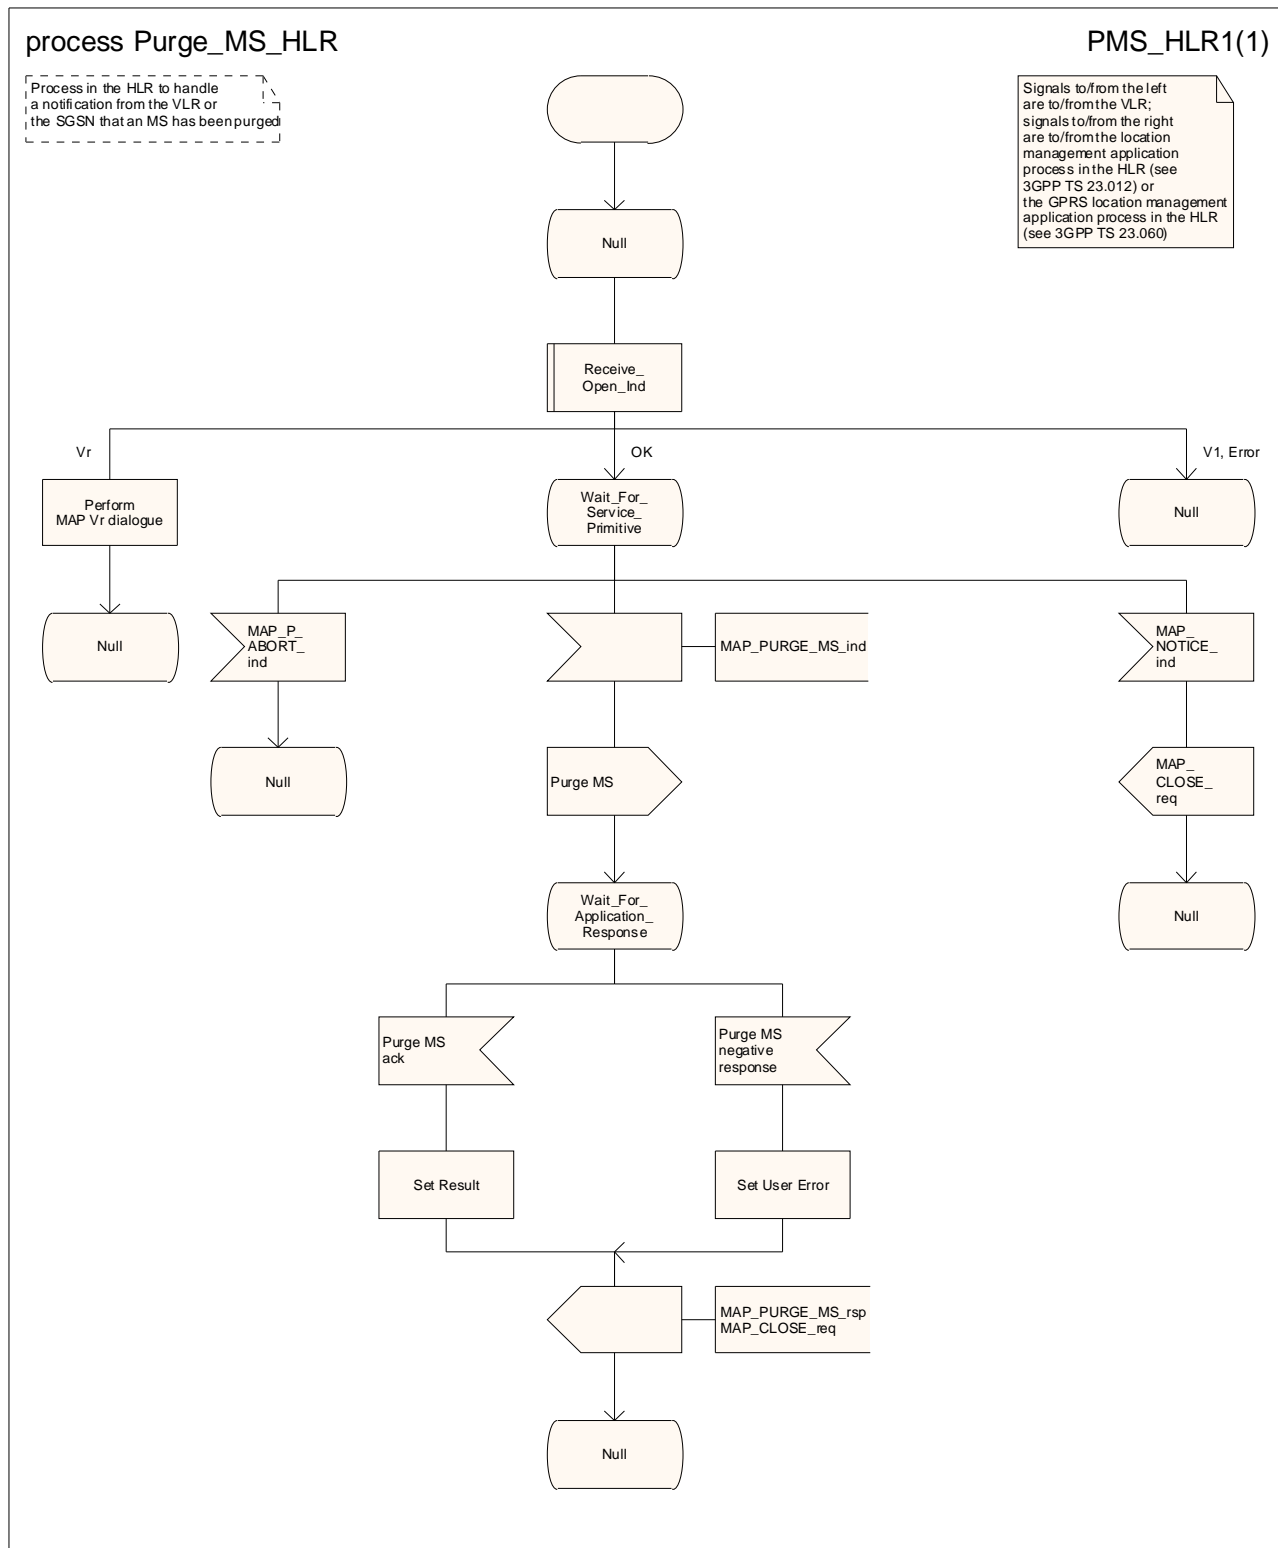 process Purge_MS_HLR
PMS_HLR1(1)
Process in the HLR to handle
a notification from the VLR or
the SGSN that an MS has been purged
Signals to/from the left
are to/from the VLR;
signals to/from the right
are to/from the location
management application
process in the HLR (see
3GPP TS 23.012) or
the GPRS location management
application process in the HLR
(see 3GPP TS 23.060)
Null
Receive_
Open_Ind
Vr
OK
V1, Error
Perform
MAP Vr dialogue
Wait_For_
Service_
Primitive
Null
Null
MAP_P_
ABORT_
ind
MAP_PURGE_MS_ind
MAP_
NOTICE_
ind
Null
Purge MS
MAP_
CLOSE_
req
Wait_For_
Application_
Response
Null
Purge MS
ack
Purge MS
negative
response
Set Result
Set User Error
MAP_PURGE_MS_rsp
MAP_CLOSE_req
Null